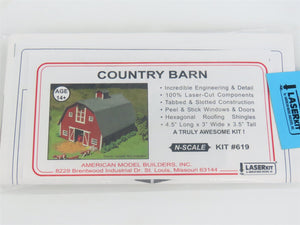 COUNTRY BARN
AGE
14+
• Incredible Engineering & Detail
• 100% Laser-Cut Components
• Tabbed & Slotted Construction
• Peel & Stick Windows & Doors
• Hexagonal Roofing Shingles
• 4.5" Long x 3" Wide x 3.5" Tall
A TRULY AWESOME KIT !
N-SCALE KIT #619
AMERICAN MODEL BUILDERS, INC.
8229 Brentwood Industrial Dr. St. Louis, Missouri 63144
LASERKIT
LASERKIT